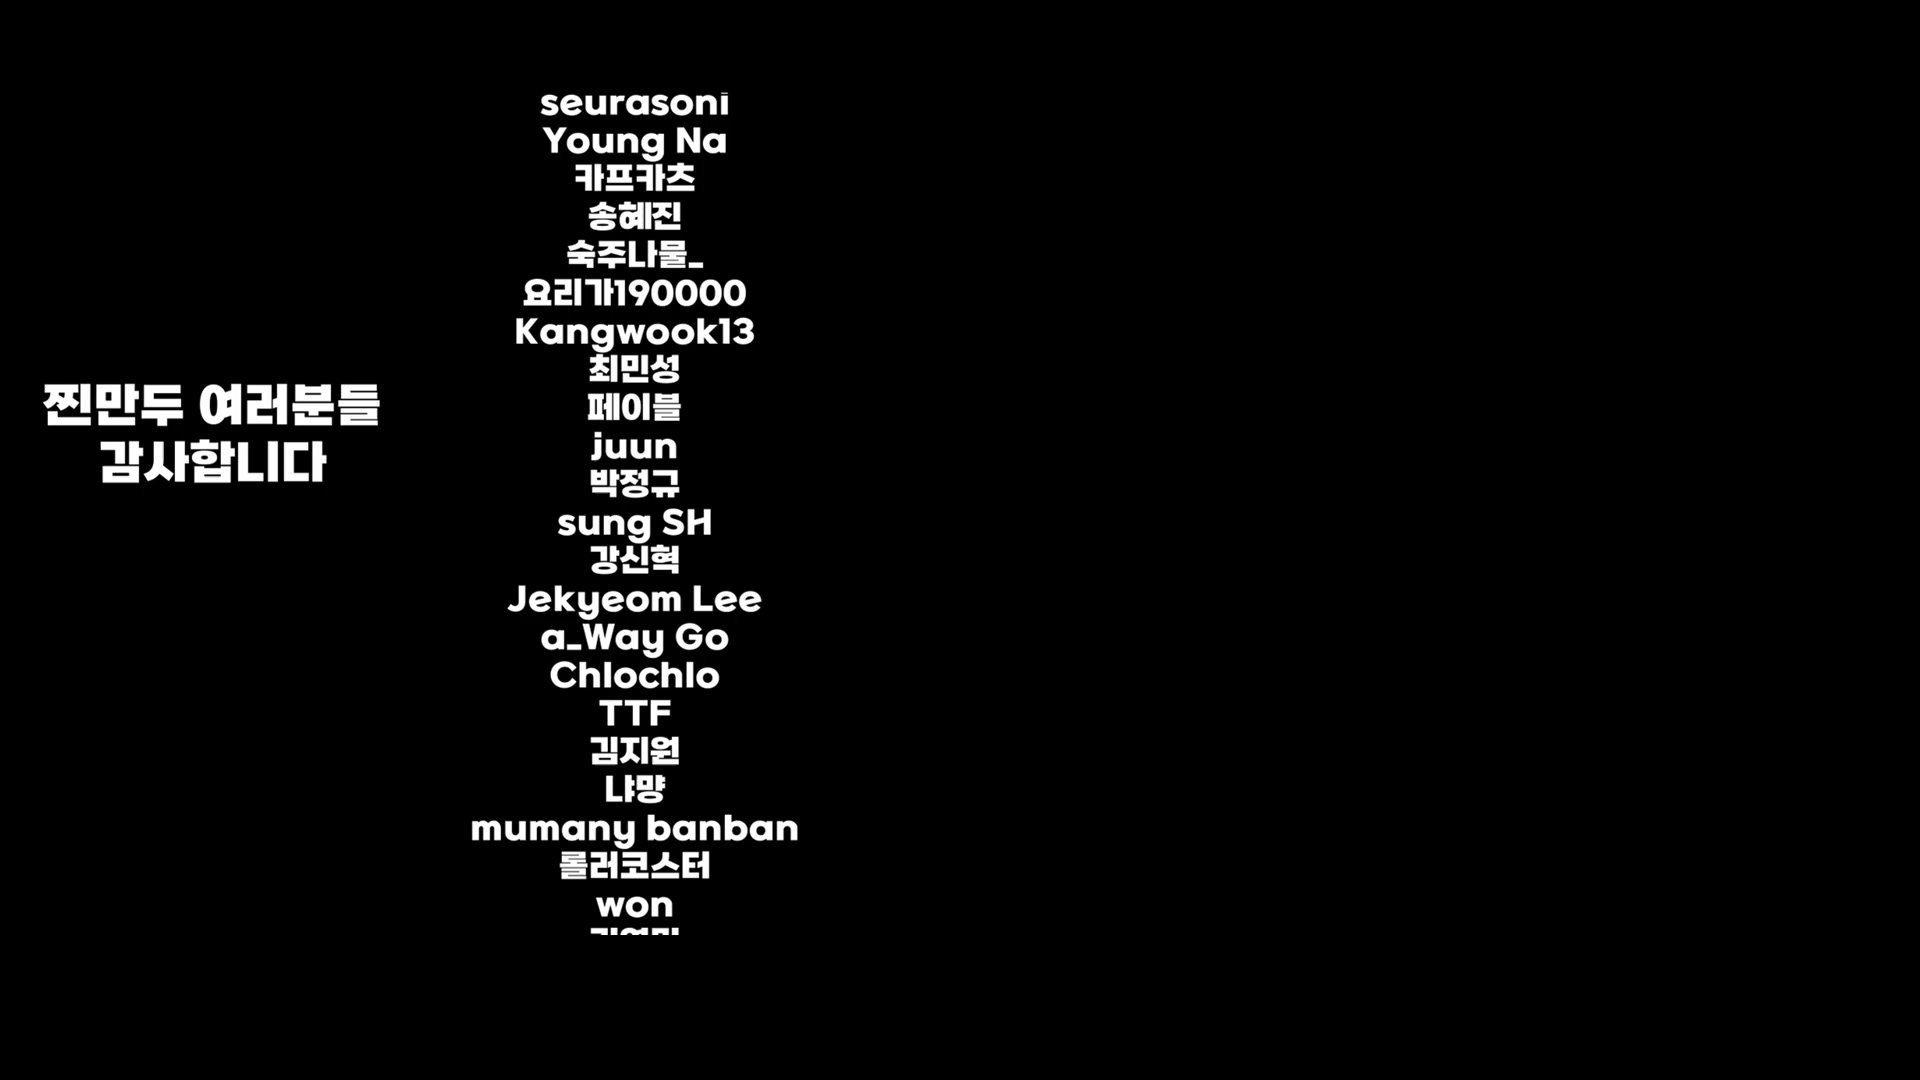 찐만두 여러분들
감사합니다
seurasoni
Young Na
카프카츠
송혜진
숙주나물_
요리가190000
Kangwook13
최민성
페이블
juun
박정규
sung SH
강신혁
Jekyeom Lee
a_Way Go
Chlochlo
TTF
김지원
냐먕
mumany banban
롤러코스터
won